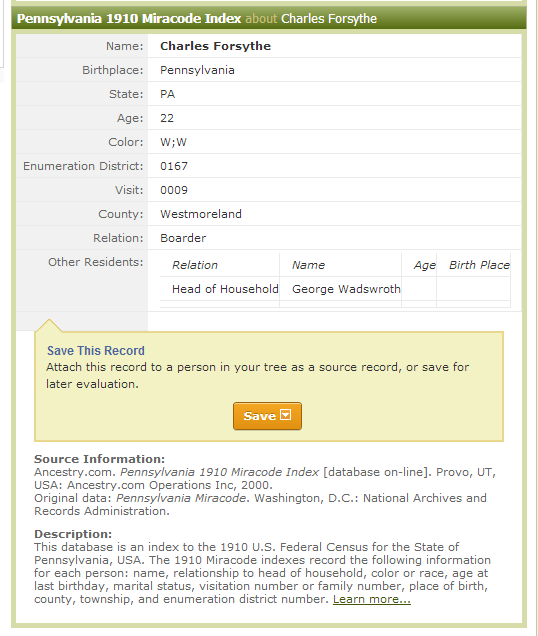 Pennsylvania 1910 Miracode Index about Charles Forsythe
Name: Charles Forsythe
Birthplace: Pennsylvania
State: PA
Age: 22
Color: W;W
Enumeration District: 0167
Visit: 0009
County: Westmoreland
Relation: Boarder
Other Residents: Relation Name Age Birth Place
Head of Household George Wadswroth
Save This Record
Attach this record to a person in your tree as a source record, or save for
later evaluation.
Save
Source Information:
Ancestry.com. Pennsylvania 1910 Miracode Index [database on-line]. Provo, UT,
USA: Ancestry.com Operations Inc, 2000.
Original data: Pennsylvania Miracode. Washington, D.C.: National Archives and
Records Administration.
Description:
This database is an index to the 1910 U.S. Federal Census for the State of
Pennsylvania, USA. The 1910 Miracode indexes record the following information
for each person: name, relationship to head of household, color or race, age at
last birthday, marital status, visitation number or family number, place of birth,
county, township, and enumeration district number. Learn more...